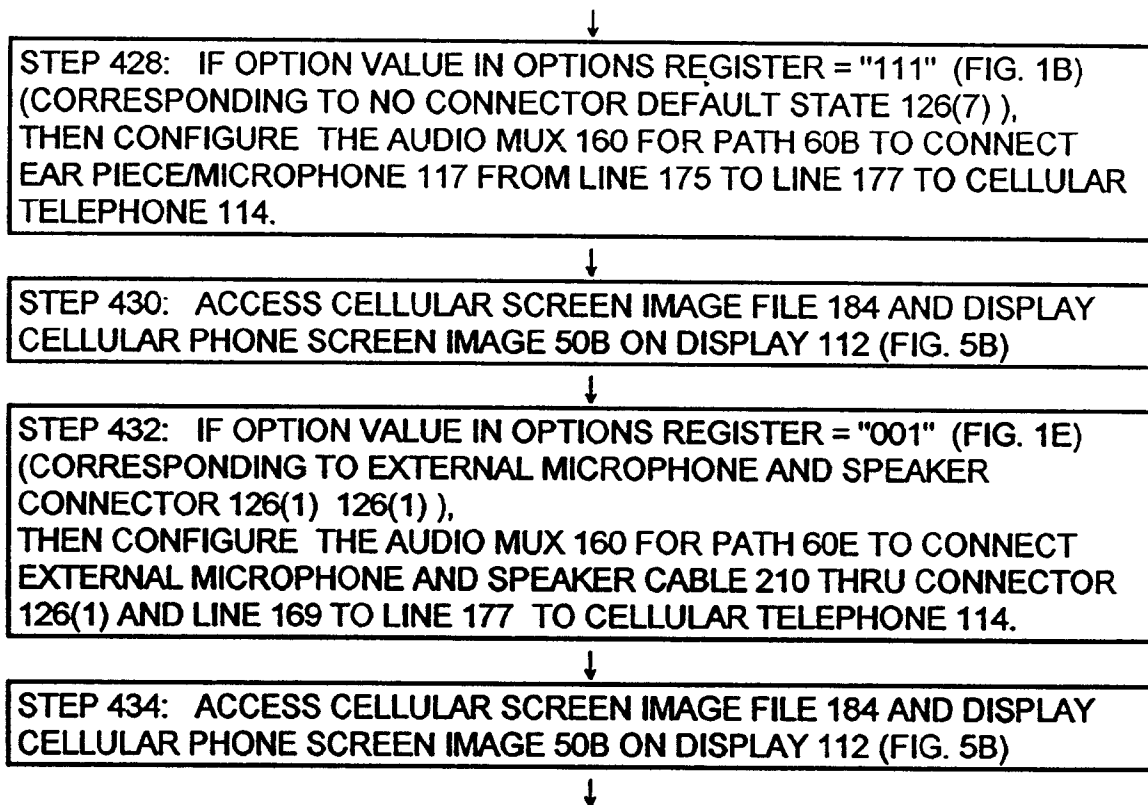 STEP 428: IF OPTION VALUE IN OPTIONS REGISTER = "111" (FIG. 1B)
(CORRESPONDING TO NO CONNECTOR DEFAULT STATE 126(7) ),
THEN CONFIGURE THE AUDIO MUX 160 FOR PATH 60B TO CONNECT
EAR PIECE/MICROPHONE 117 FROM LINE 175 TO LINE 177 TO CELLULAR
TELEPHONE 114.
STEP 430: ACCESS CELLULAR SCREEN IMAGE FILE 184 AND DISPLAY
CELLULAR PHONE SCREEN IMAGE 50B ON DISPLAY 112 (FIG. 5B)
STEP 432: IF OPTION VALUE IN OPTIONS REGISTER = "001" (FIG. 1E)
(CORRESPONDING TO EXTERNAL MICROPHONE AND SPEAKER
CONNECTOR 126(1) 126(1) ),
THEN CONFIGURE THE AUDIO MUX 160 FOR PATH 60E TO CONNECT
EXTERNAL MICROPHONE AND SPEAKER CABLE 210 THRU CONNECTOR
126(1) AND LINE 169 TO LINE 177 TO CELLULAR TELEPHONE 114.
STEP 434: ACCESS CELLULAR SCREEN IMAGE FILE 184 AND DISPLAY
CELLULAR PHONE SCREEN IMAGE 50B ON DISPLAY 112 (FIG. 5B)